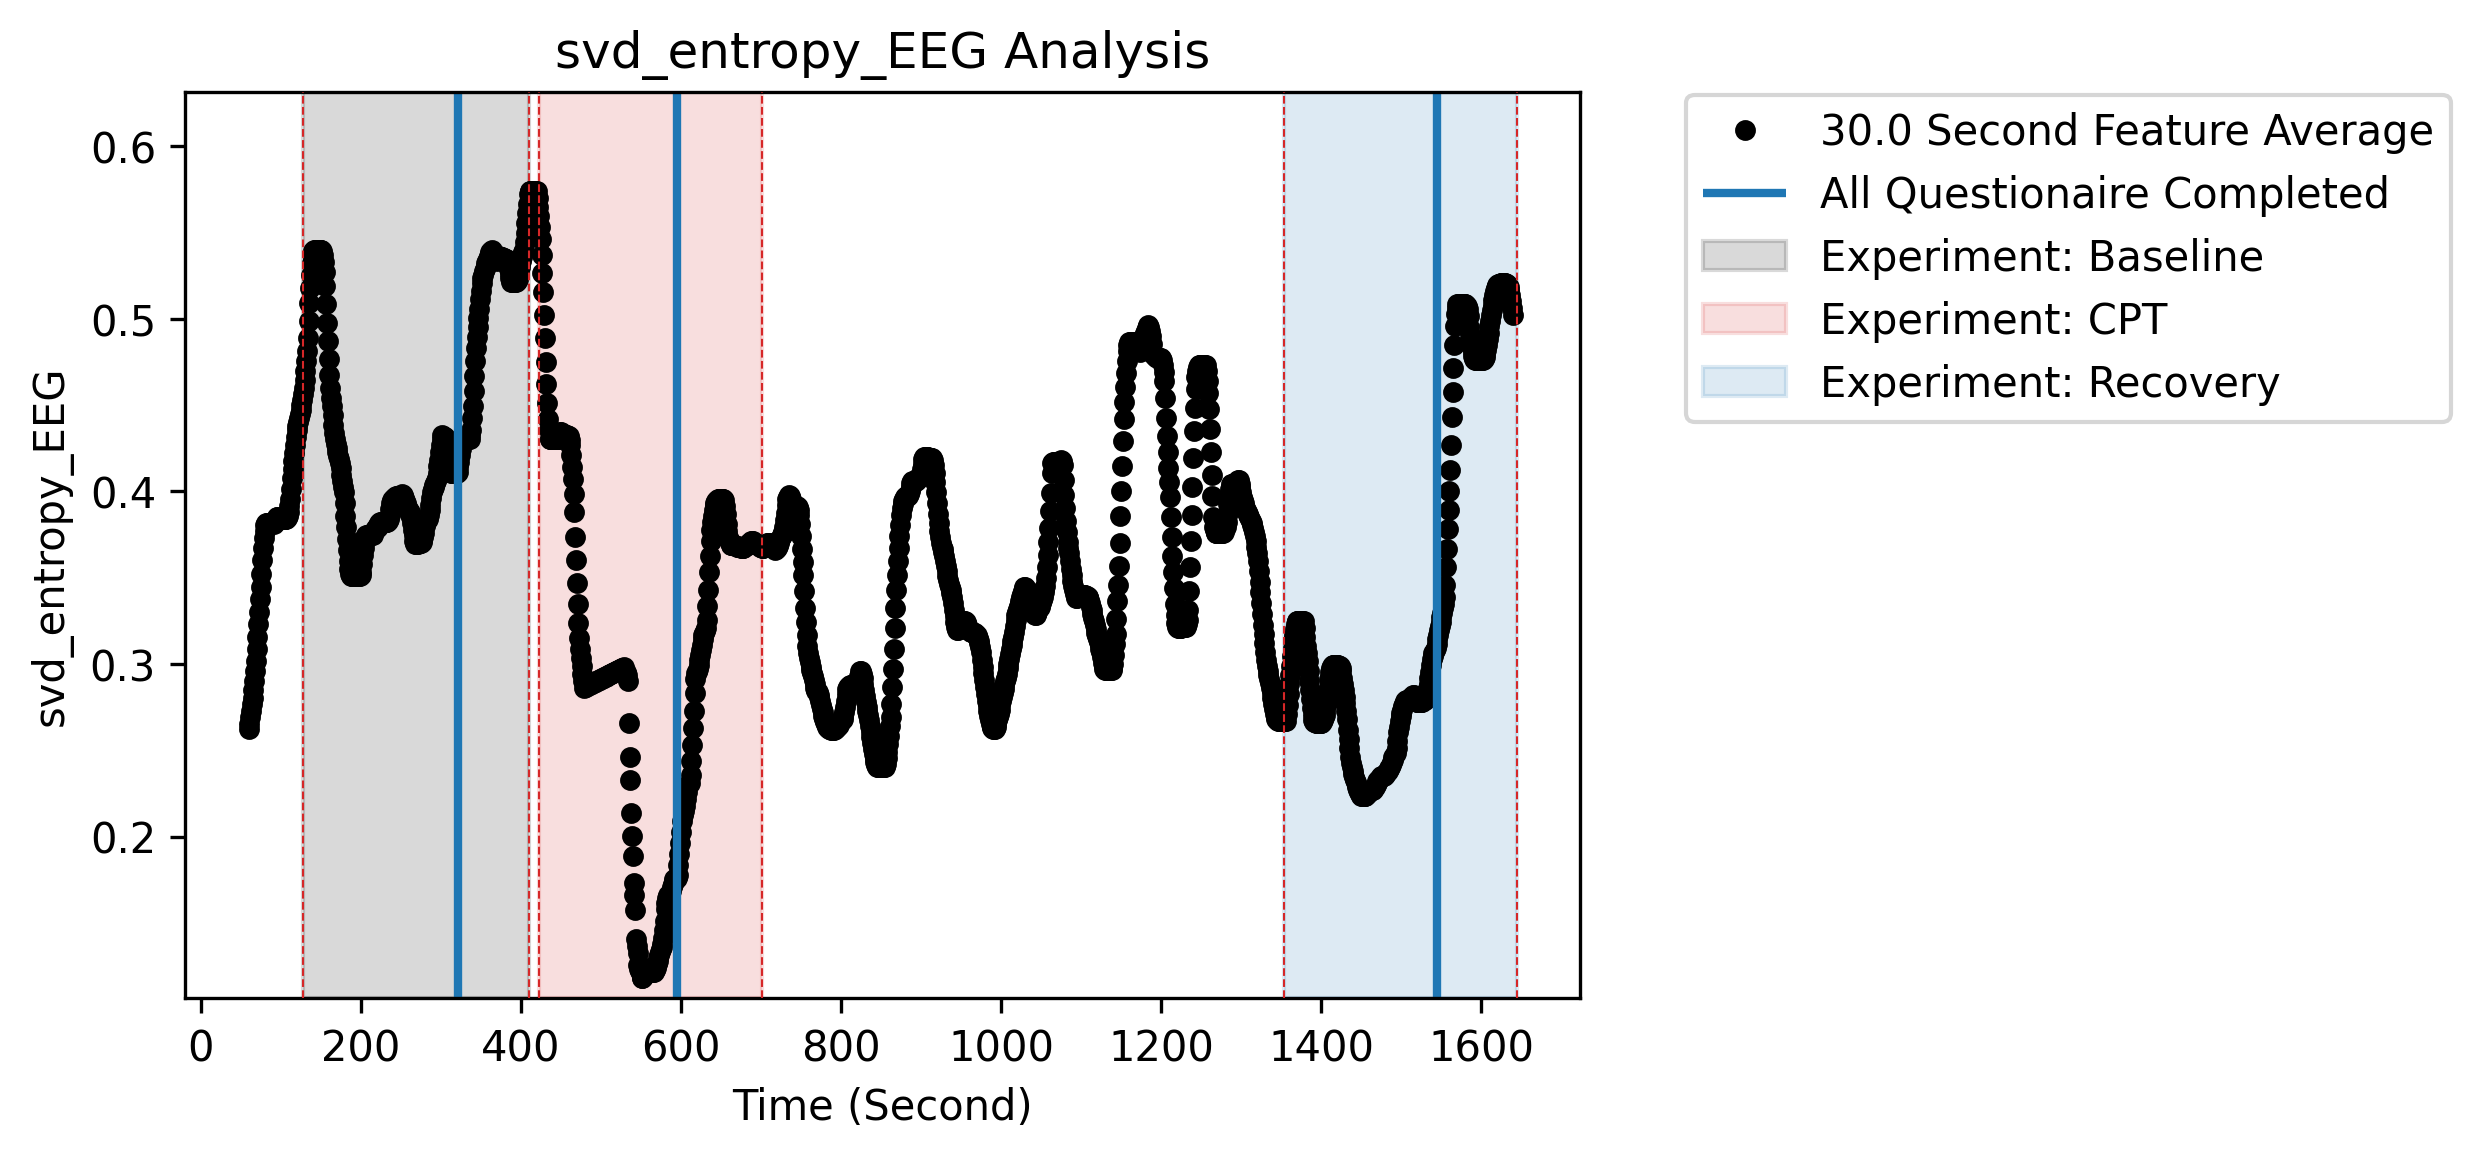 svd_entropy_EEG Analysis
svd_entropy_EEG
0.6
0.5
0.4
0.3
0.2
0
200
400
600
800
1000
1200
1400
1600
Time (Second)
30.0 Second Feature Average
All Questionaire Completed
Experiment: Baseline
Experiment: CPT
Experiment: Recovery